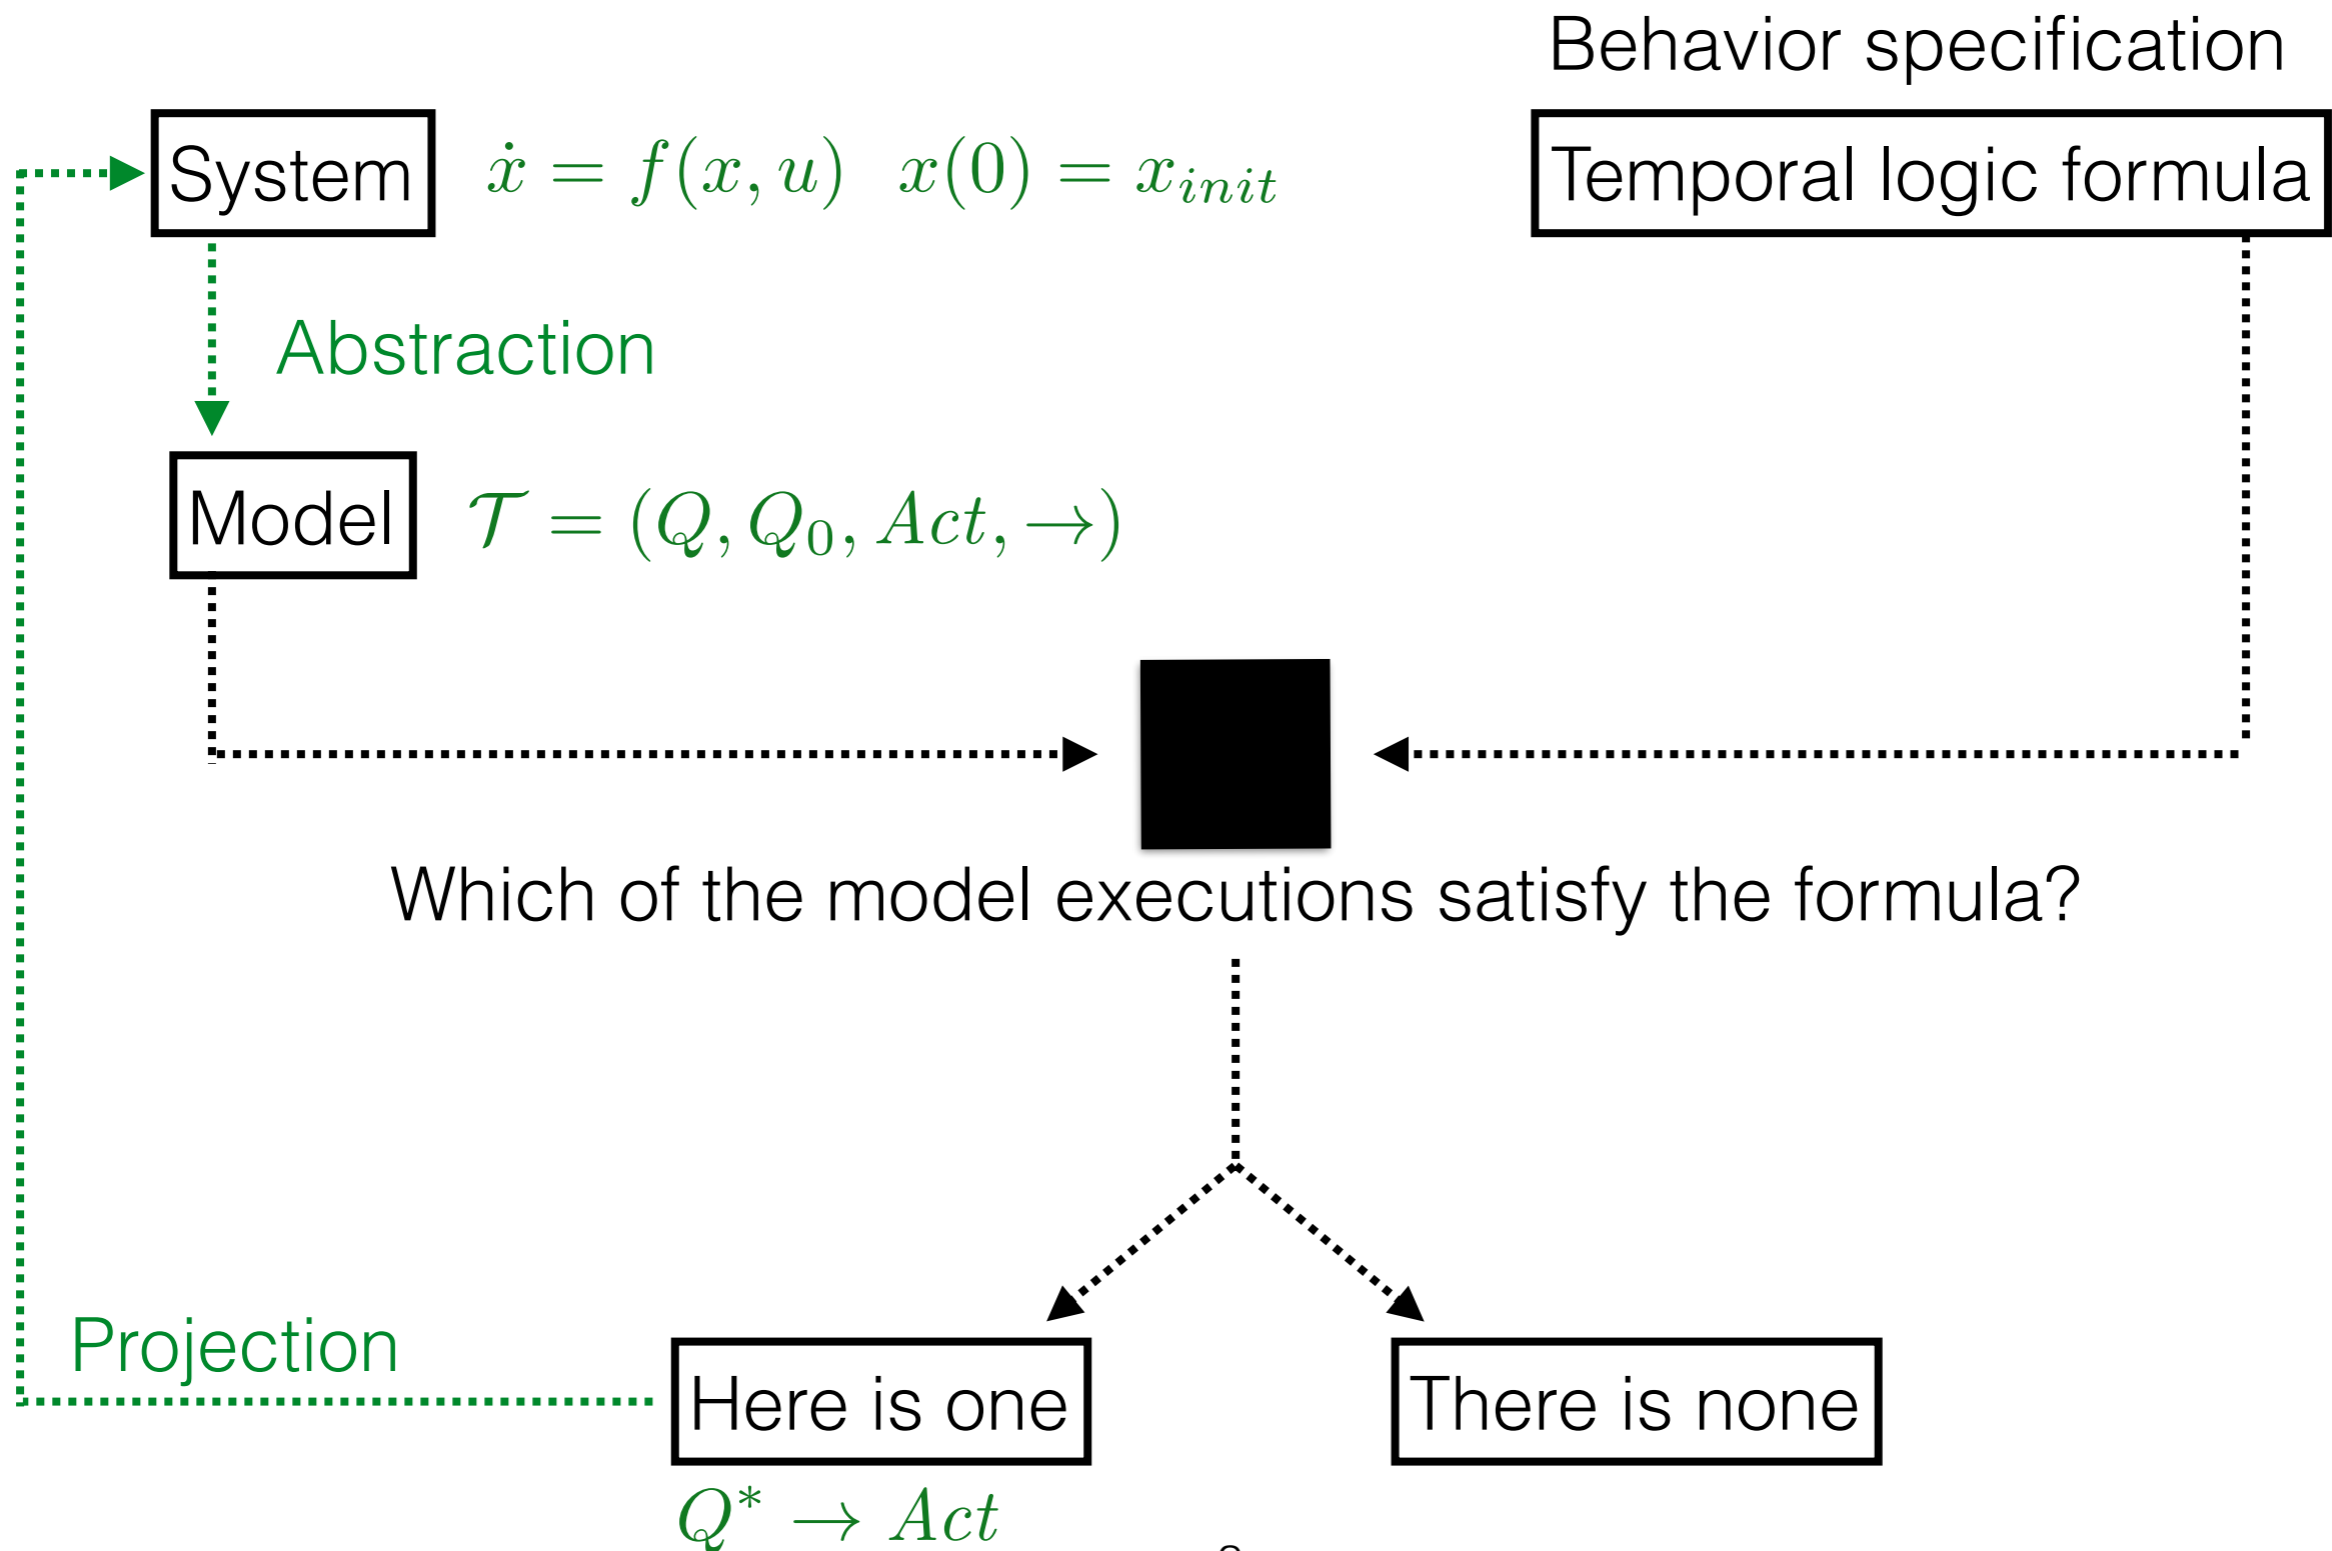 Behavior specification
System ẋ = f(x, u) x(0) = x_init Temporal logic formula
Abstraction
Model 𝒯 = (Q, Q₀, Act, →)
Which of the model executions satisfy the formula?
Projection
Here is one There is none
Q* → Act